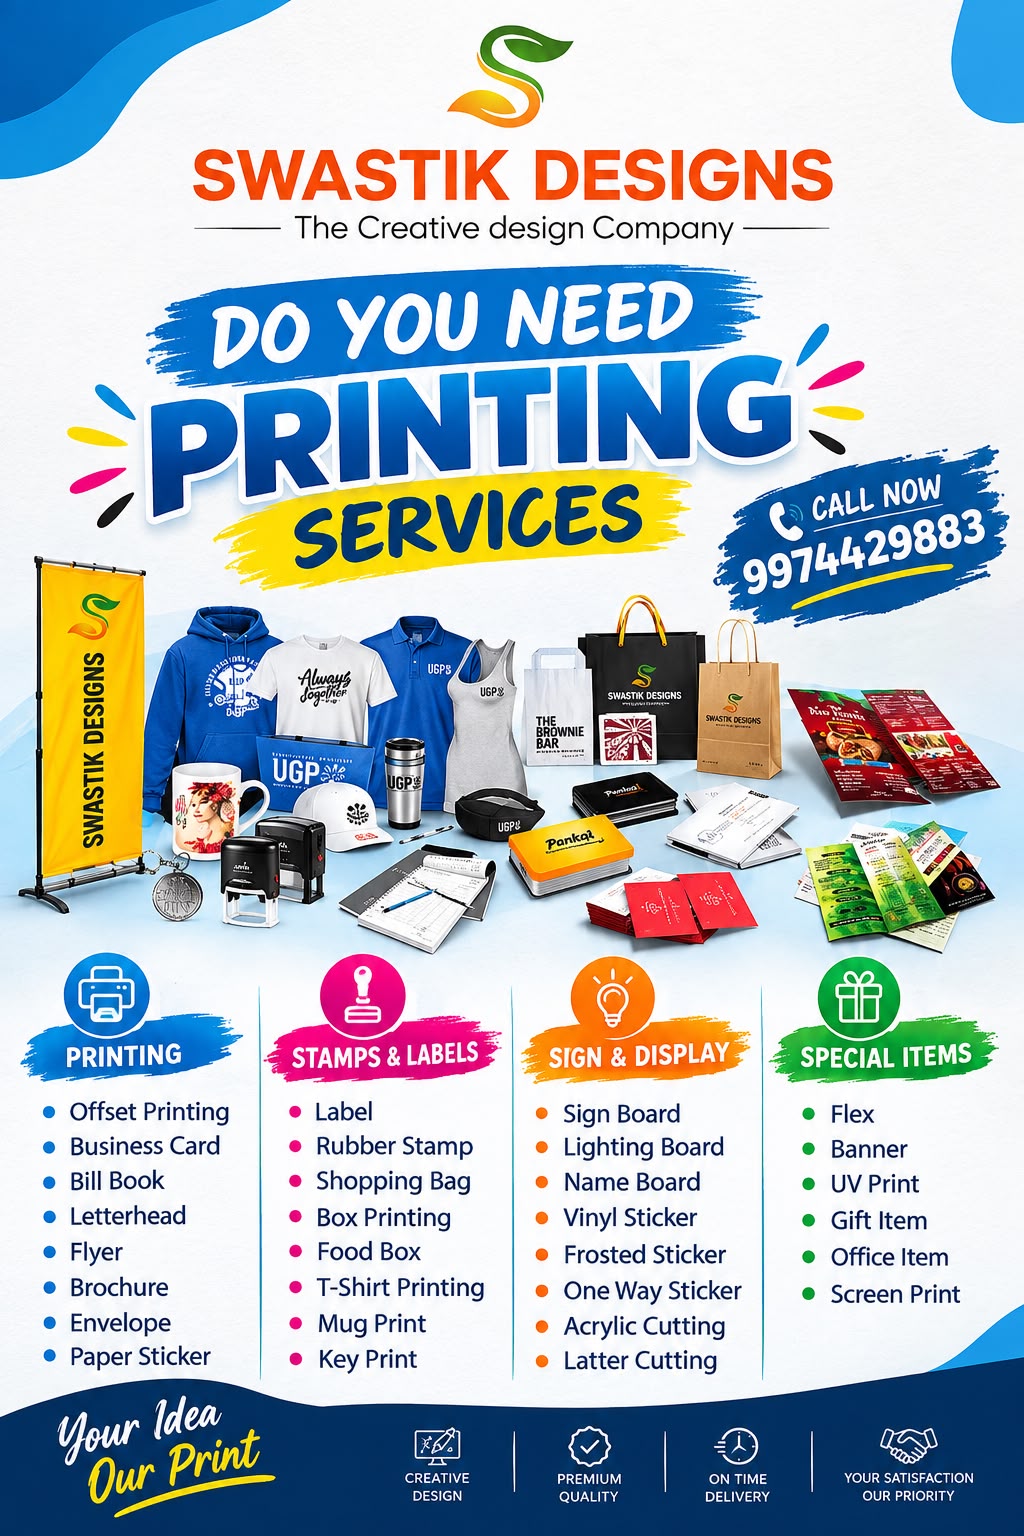 SWASTIK DESIGNS
The Creative design Company
DO YOU NEED
PRINTING
SERVICES
CALL NOW
9974429883
SWASTIK DESIGNS
Always
Together
UGP
UGP
UGP
UGP
UGP
THE
BROWNIE
BAR
SWASTIK DESIGNS
SWASTIK DESIGNS
Pankaj
PRINTING
Offset Printing
Business Card
Bill Book
Letterhead
Flyer
Brochure
Envelope
Paper Sticker
STAMPS & LABELS
Label
Rubber Stamp
Shopping Bag
Box Printing
Food Box
T-Shirt Printing
Mug Print
Key Print
SIGN & DISPLAY
Sign Board
Lighting Board
Name Board
Vinyl Sticker
Frosted Sticker
One Way Sticker
Acrylic Cutting
Latter Cutting
SPECIAL ITEMS
Flex
Banner
UV Print
Gift Item
Office Item
Screen Print
Your Idea
Our Print
CREATIVE
DESIGN
PREMIUM
QUALITY
ON TIME
DELIVERY
YOUR SATISFACTION
OUR PRIORITY